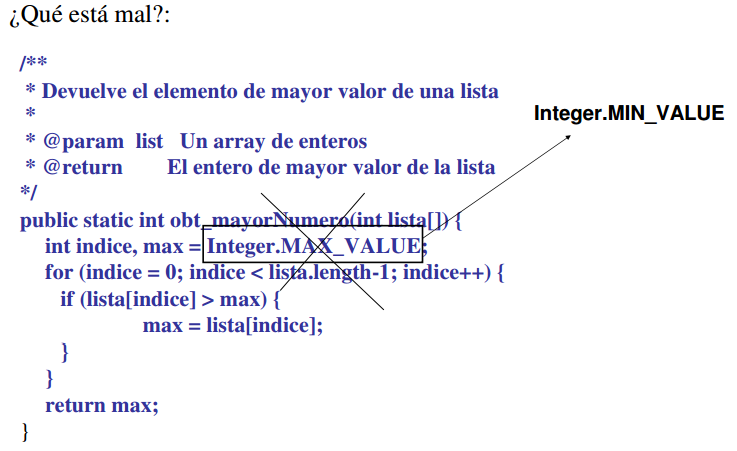 ¿Qué está mal?:
/**
* Devuelve el elemento de mayor valor de una lista
*
* @param list Un array de enteros
* @return El entero de mayor valor de la lista
*/
public static int obt_mayorNumero(int lista[]) {
int indice, max = Integer.MAX_VALUE;
for (indice = 0; indice < lista.length-1; indice++) {
if (lista[indice] > max) {
max = lista[indice];
}
}
return max;
}
Integer.MIN_VALUE